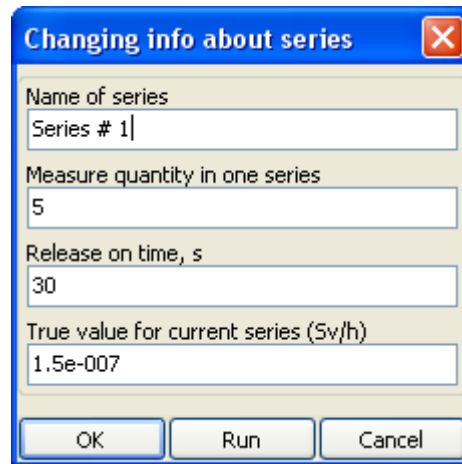 Changing info about series
Name of series
Series # 1
Measure quantity in one series
5
Release on time, s
30
True value for current series (Sv/h)
1.5e-007
OK Run Cancel